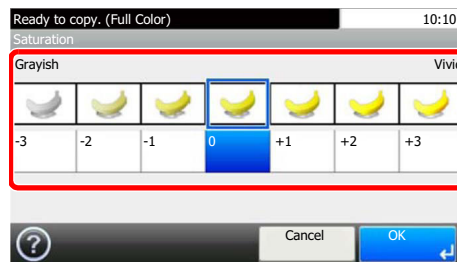 Ready to copy. (Full Color) 10:10
Saturation
Grayish Vivi
-3 -2 -1 0 +1 +2 +3
? Cancel OK